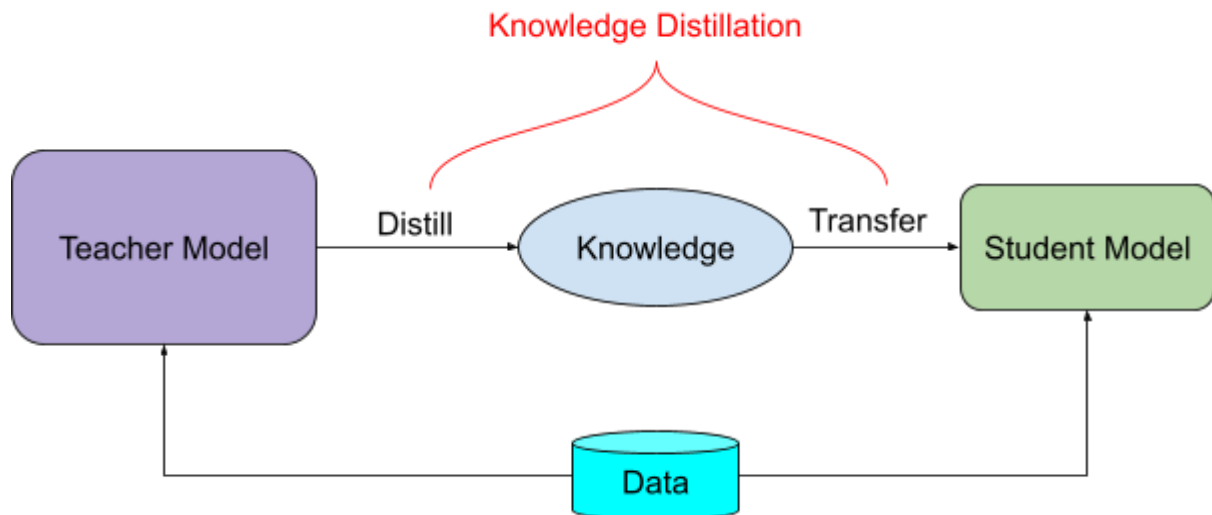 Knowledge Distillation
Distill
Transfer
Teacher Model
Knowledge
Student Model
Data